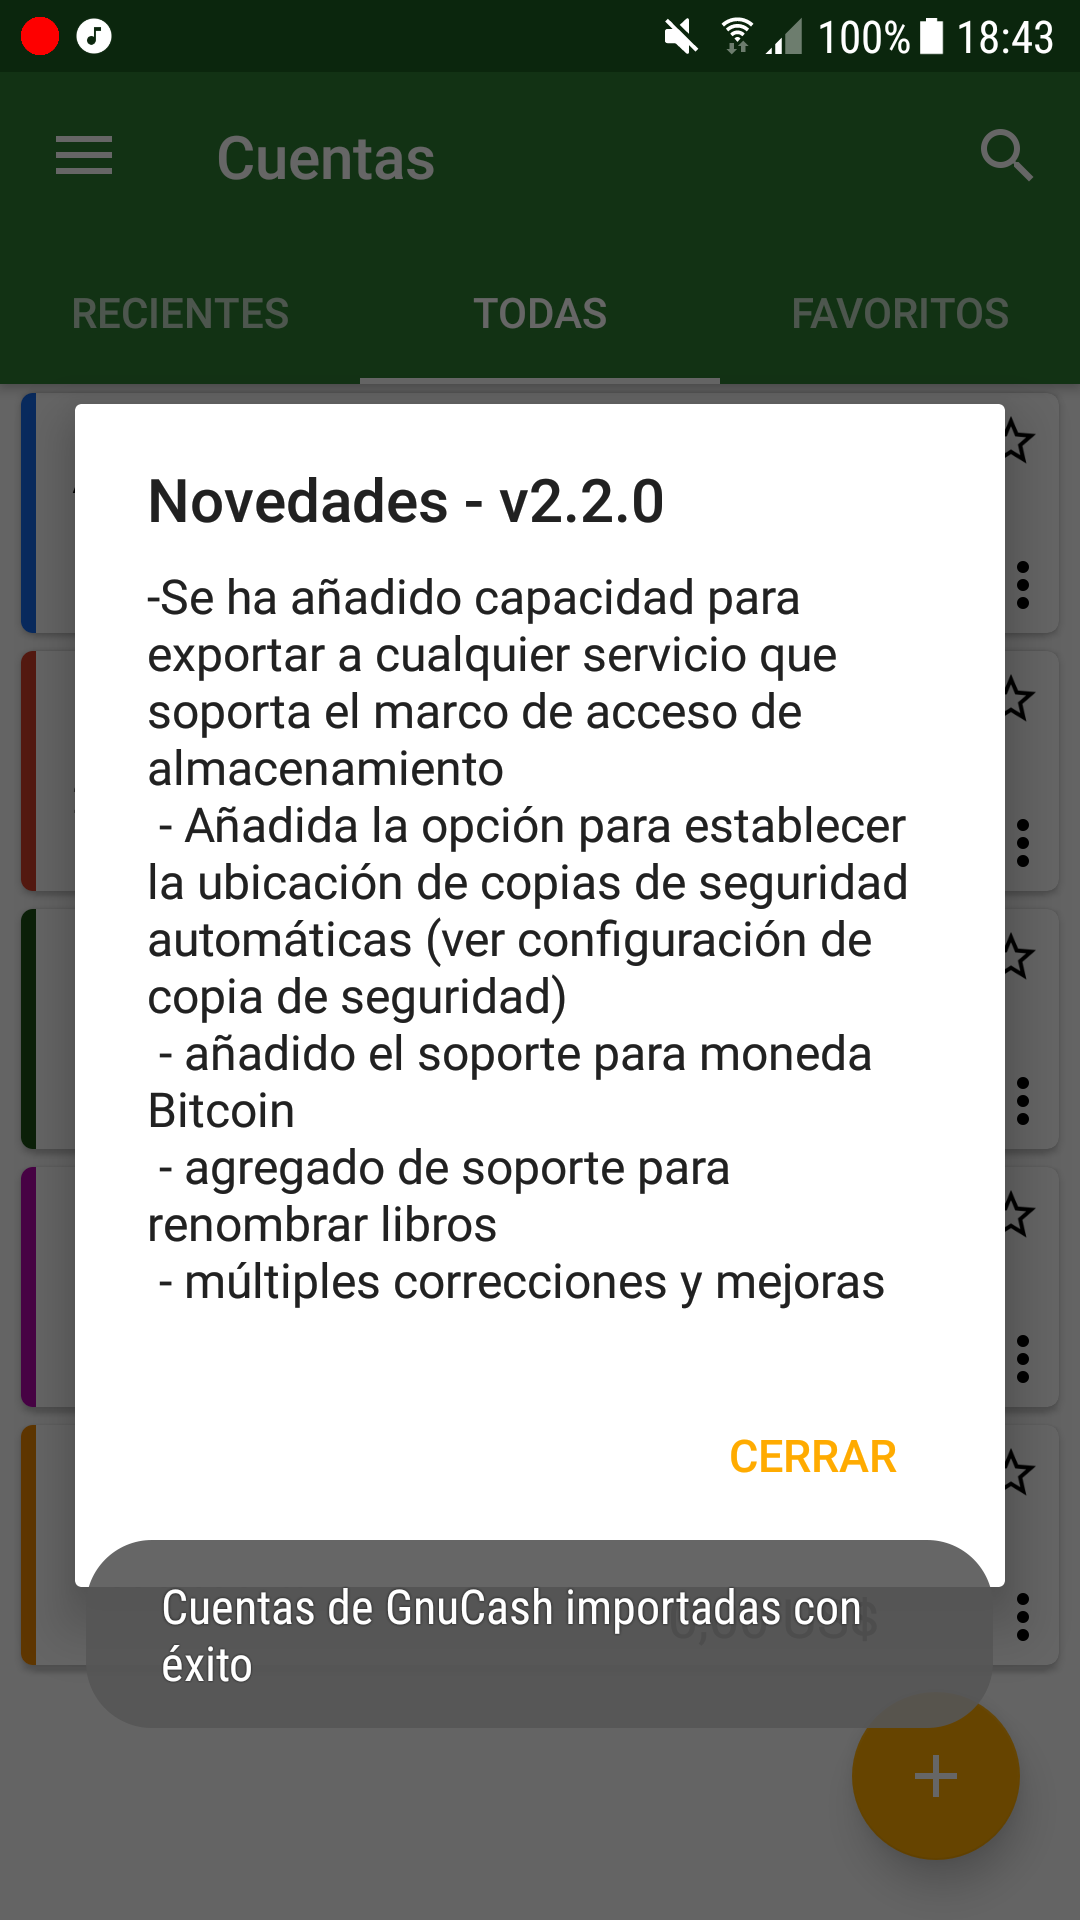 100% 18:43
Cuentas
RECIENTES TODAS FAVORITOS
Novedades - v2.2.0
-Se ha añadido capacidad para
exportar a cualquier servicio que
soporta el marco de acceso de
almacenamiento
- Añadida la opción para establecer
la ubicación de copias de seguridad
automáticas (ver configuración de
copia de seguridad)
- añadido el soporte para moneda
Bitcoin
- agregado de soporte para
renombrar libros
- múltiples correcciones y mejoras
CERRAR
Cuentas de GnuCash importadas con
éxito